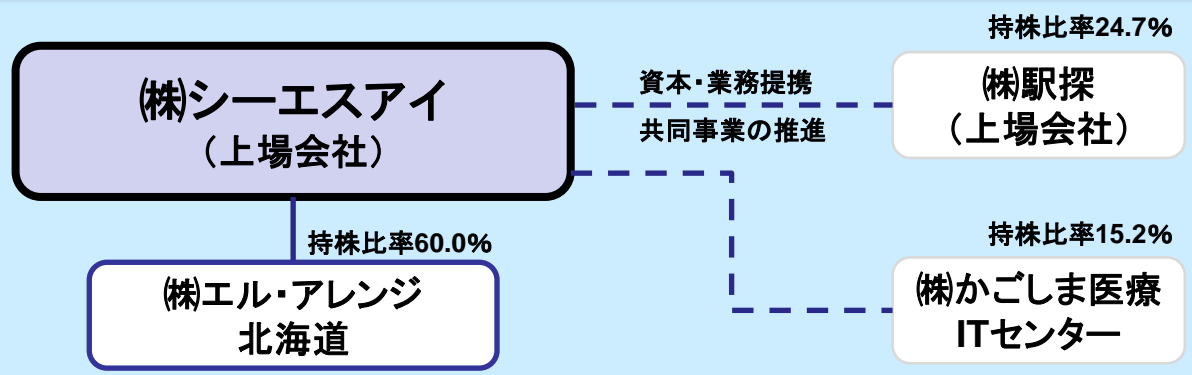 持株比率24.7%
㈱シーエスアイ
（上場会社）
資本・業務提携
共同事業の推進
㈱駅探
（上場会社）
持株比率60.0%
㈱エル・アレンジ
北海道
持株比率15.2%
㈱かごしま医療
ITセンター